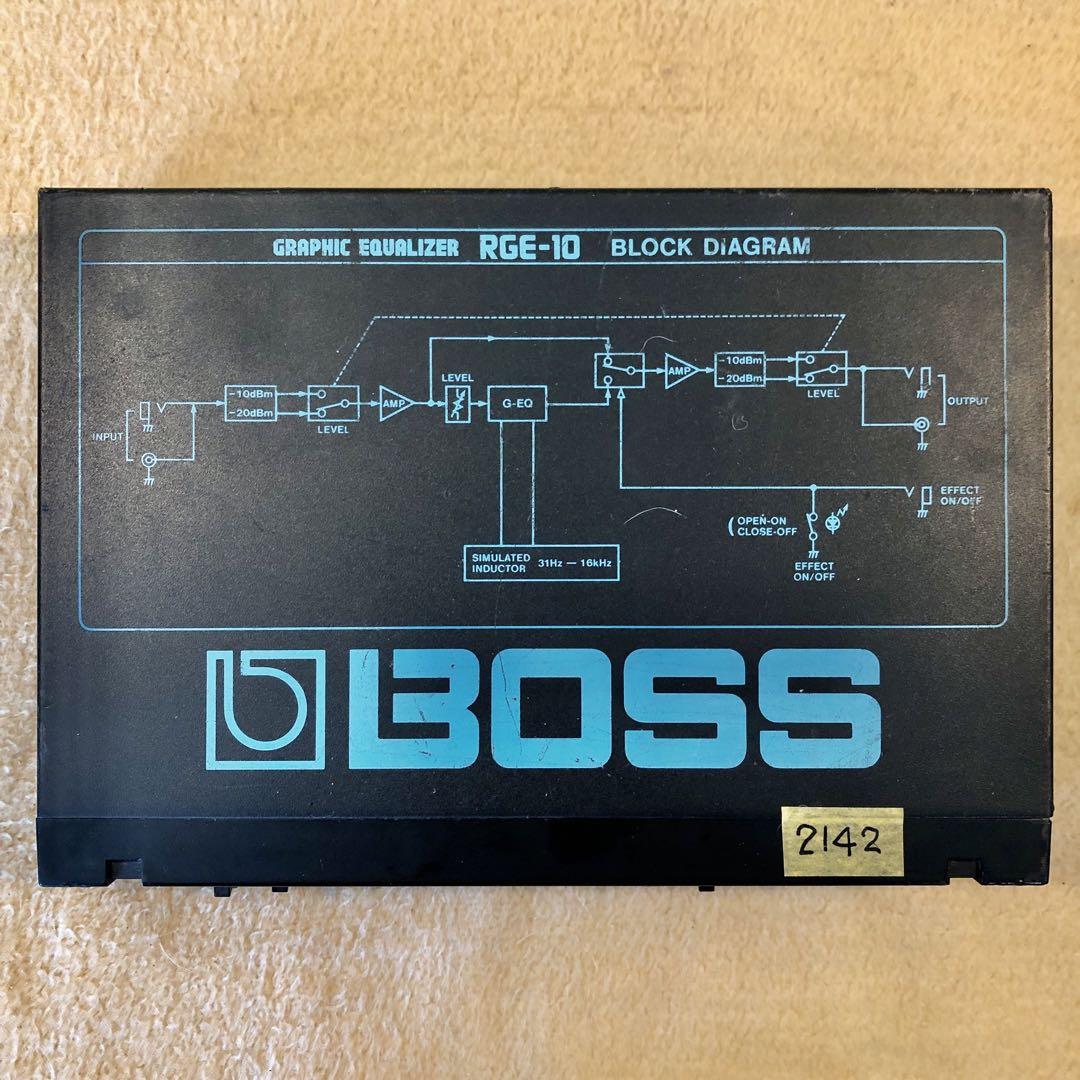 GRAPHIC EQUALIZER RGE-10 BLOCK DIAGRAM
INPUT
-10dBm
-20dBm
LEVEL
AMP
LEVEL
G-EQ
SIMULATED
INDUCTOR 31Hz — 16kHz
AMP
-10dBm
-20dBm
LEVEL
OUTPUT
EFFECT
ON/OFF
(OPEN-ON
CLOSE-OFF
EFFECT
ON/OFF
BOSS
2142